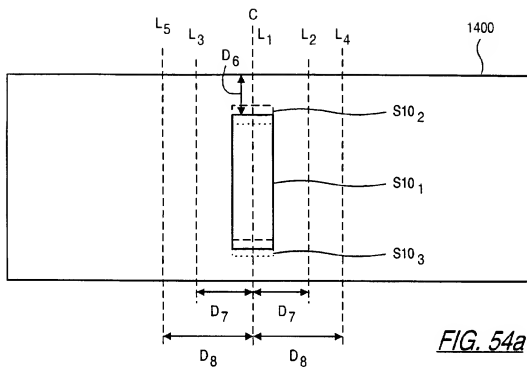 C
L5 L3 L1 L2 L4 1400
D6
S10 2
S10 1
S10 3
D7 D7
D8 D8
FIG. 54a